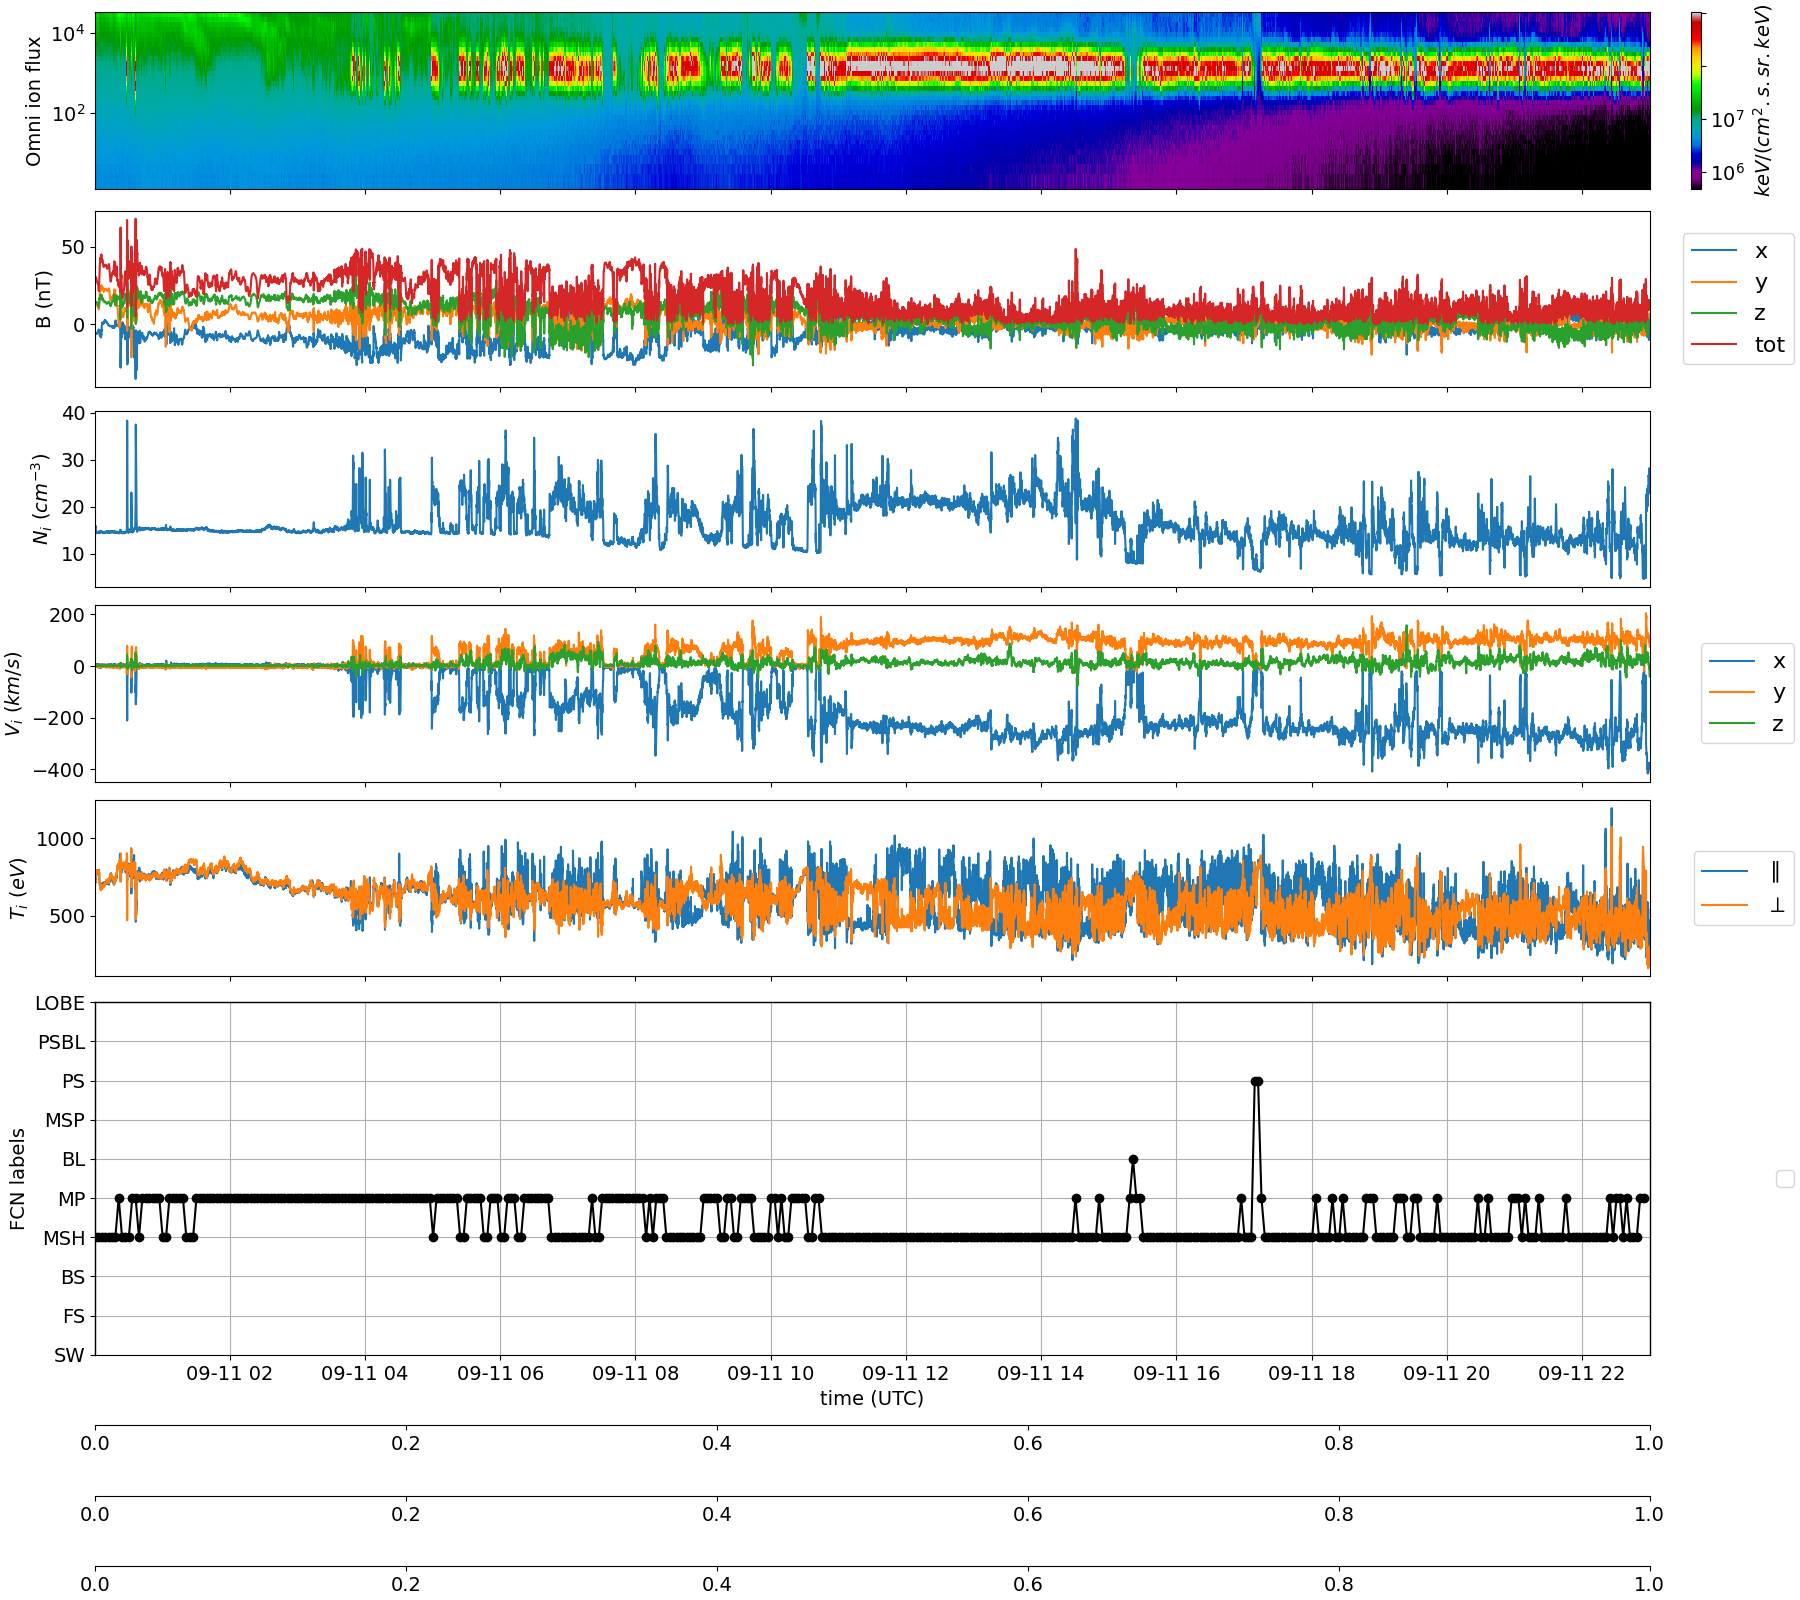 Omni ion flux
10⁴
10²
10⁷
10⁶
keV/(cm².s.sr.keV)
B (nT)
50
0
x
y
z
tot
Nᵢ (cm⁻³)
40
30
20
10
Vᵢ (km/s)
200
0
−200
−400
x
y
z
Tᵢ (eV)
1000
500
∥
⊥
FCN labels
LOBE
PSBL
PS
MSP
BL
MP
MSH
BS
FS
SW
09-11 02 09-11 04 09-11 06 09-11 08 09-11 10 09-11 12 09-11 14 09-11 16 09-11 18 09-11 20 09-11 22
time (UTC)
0.0 0.2 0.4 0.6 0.8 1.0
0.0 0.2 0.4 0.6 0.8 1.0
0.0 0.2 0.4 0.6 0.8 1.0